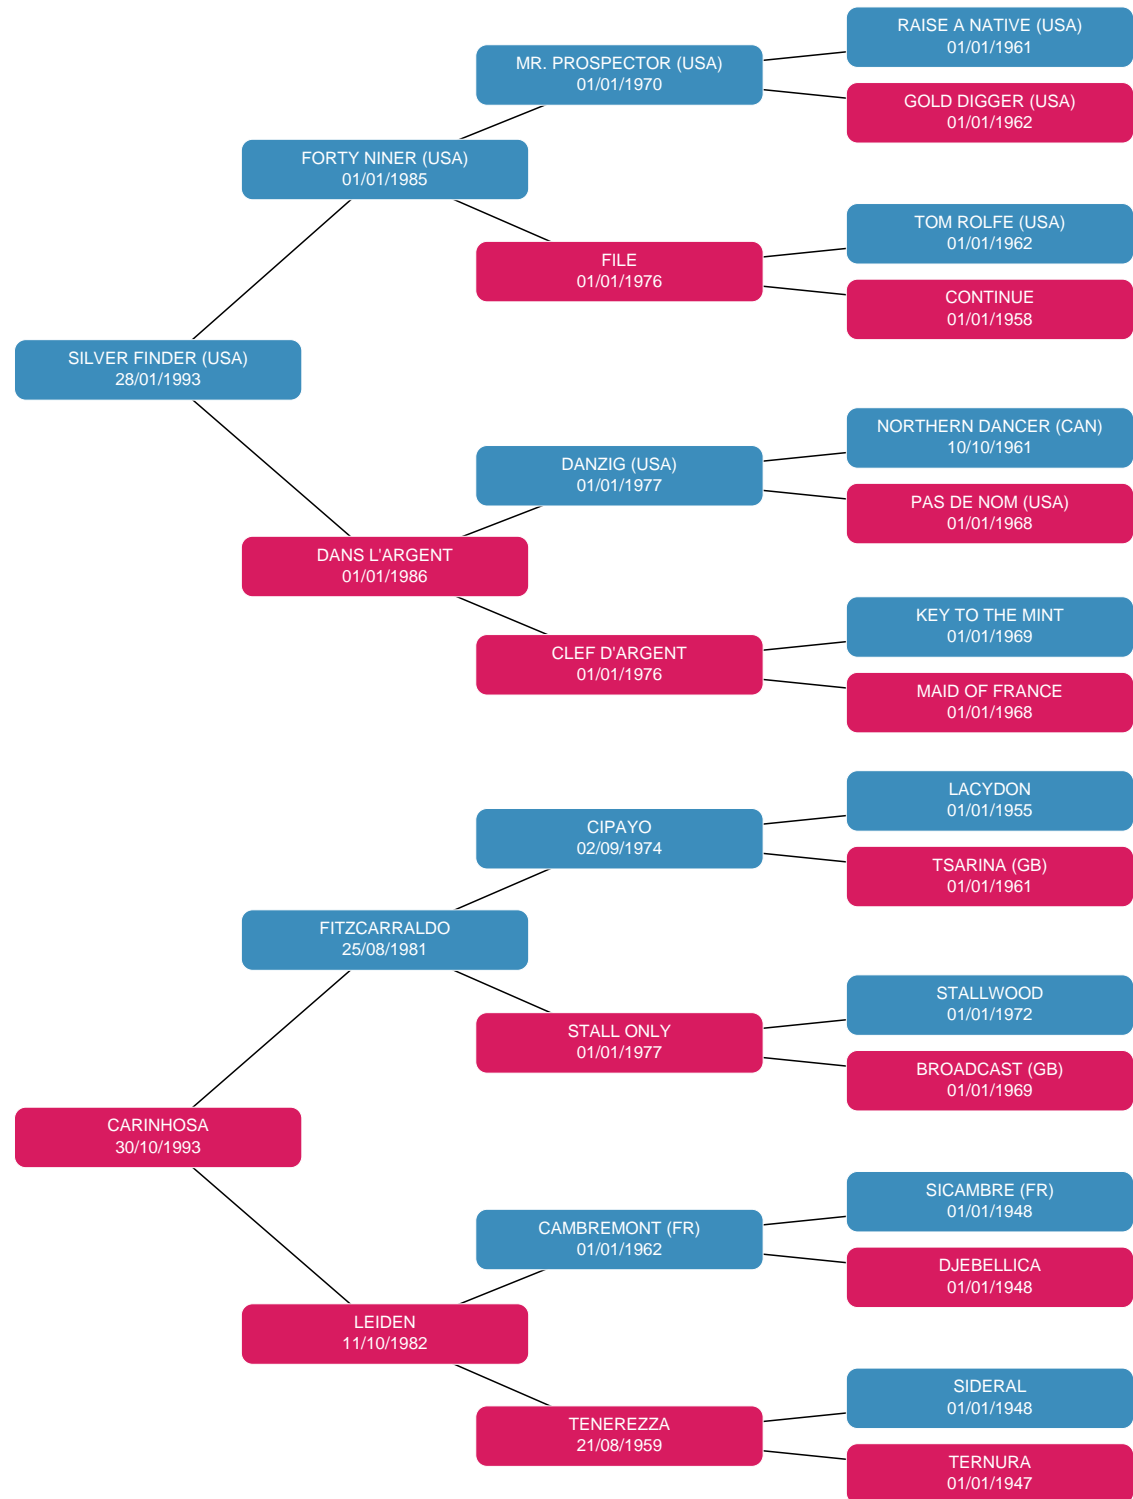 RAISE A NATIVE (USA)
01/01/1961
MR. PROSPECTOR (USA)
01/01/1970
GOLD DIGGER (USA)
01/01/1962
FORTY NINER (USA)
01/01/1985
TOM ROLFE (USA)
01/01/1962
FILE
01/01/1976
CONTINUE
01/01/1958
SILVER FINDER (USA)
28/01/1993
NORTHERN DANCER (CAN)
10/10/1961
DANZIG (USA)
01/01/1977
PAS DE NOM (USA)
01/01/1968
DANS L'ARGENT
01/01/1986
KEY TO THE MINT
01/01/1969
CLEF D'ARGENT
01/01/1976
MAID OF FRANCE
01/01/1968
LACYDON
01/01/1955
CIPAYO
02/09/1974
TSARINA (GB)
01/01/1961
FITZCARRALDO
25/08/1981
STALLWOOD
01/01/1972
STALL ONLY
01/01/1977
BROADCAST (GB)
01/01/1969
CARINHOSA
30/10/1993
SICAMBRE (FR)
01/01/1948
CAMBREMONT (FR)
01/01/1962
DJEBELLICA
01/01/1948
LEIDEN
11/10/1982
SIDERAL
01/01/1948
TENEREZZA
21/08/1959
TERNURA
01/01/1947